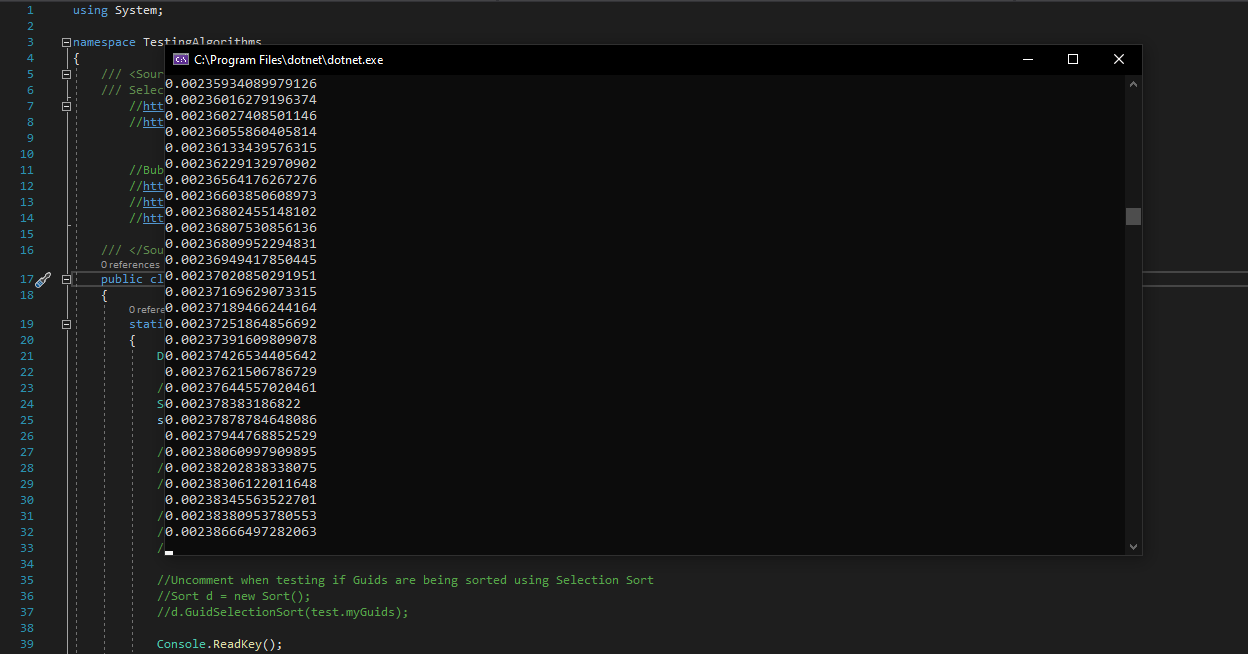 1 using System;
2
3 namespace TestingAlgorithms
4 {
5 /// <Sour
6 /// Selec
7 //htt
8 //htt
9
10
11 //Bub
12 //htt
13 //htt
14 //htt
15
16 /// </Sou
0 references
17 public cl
18 {
0 refere
19 stati
20 {
21 D
22
23 /
24 S
25 s
26
27 /
28 /
29 /
30
31 /
32 /
33 /
34
35 //Uncomment when testing if Guids are being sorted using Selection Sort
36 //Sort d = new Sort();
37 //d.GuidSelectionSort(test.myGuids);
38
39 Console.ReadKey();
C:\Program Files\dotnet\dotnet.exe
0.00235934089979126
0.00236016279196374
0.00236027408501146
0.00236055860405814
0.00236133439576315
0.00236229132970902
0.00236564176267276
0.00236603850608973
0.00236802455148102
0.00236807530856136
0.00236809952294831
0.00236949417850445
0.00237020850291951
0.00237169629073315
0.00237189466244164
0.00237251864856692
0.00237391609809078
0.00237426534405642
0.00237621506786729
0.00237644557020461
0.002378383186822
0.00237878784648086
0.00237944768852529
0.00238060997909895
0.00238202838338075
0.00238306122011648
0.00238345563522701
0.00238380953780553
0.00238666497282063